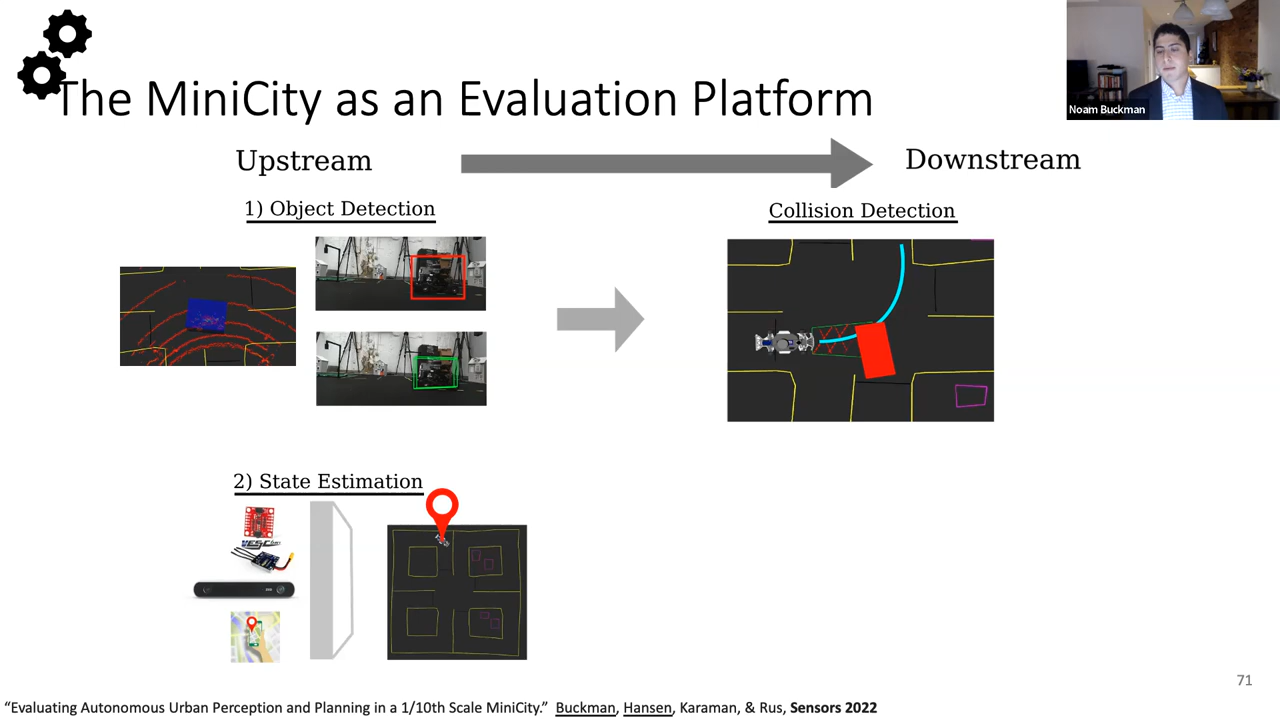 The MiniCity as an Evaluation Platform
Noam Buckman
Upstream
Downstream
1) Object Detection
Collision Detection
2) State Estimation
71
“Evaluating Autonomous Urban Perception and Planning in a 1/10th Scale MiniCity.” Buckman, Hansen, Karaman, & Rus, Sensors 2022